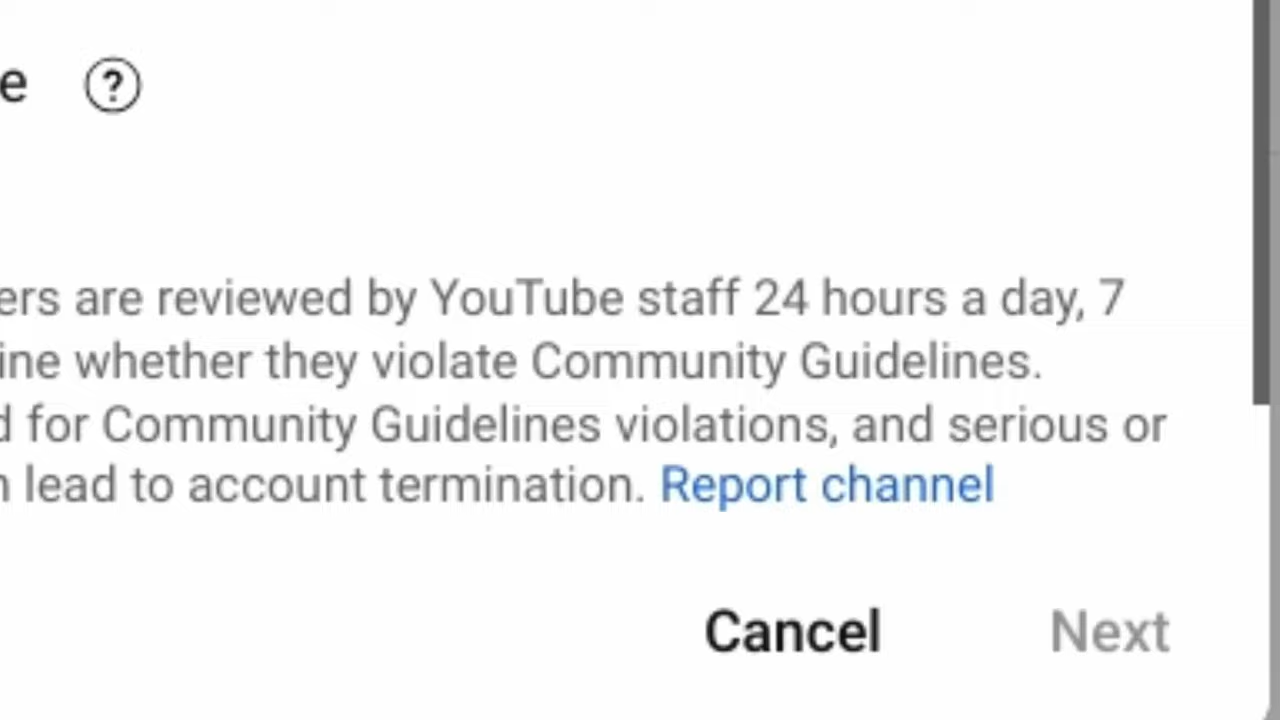 e ?
ers are reviewed by YouTube staff 24 hours a day, 7
ine whether they violate Community Guidelines.
d for Community Guidelines violations, and serious or
n lead to account termination. Report channel
Cancel Next